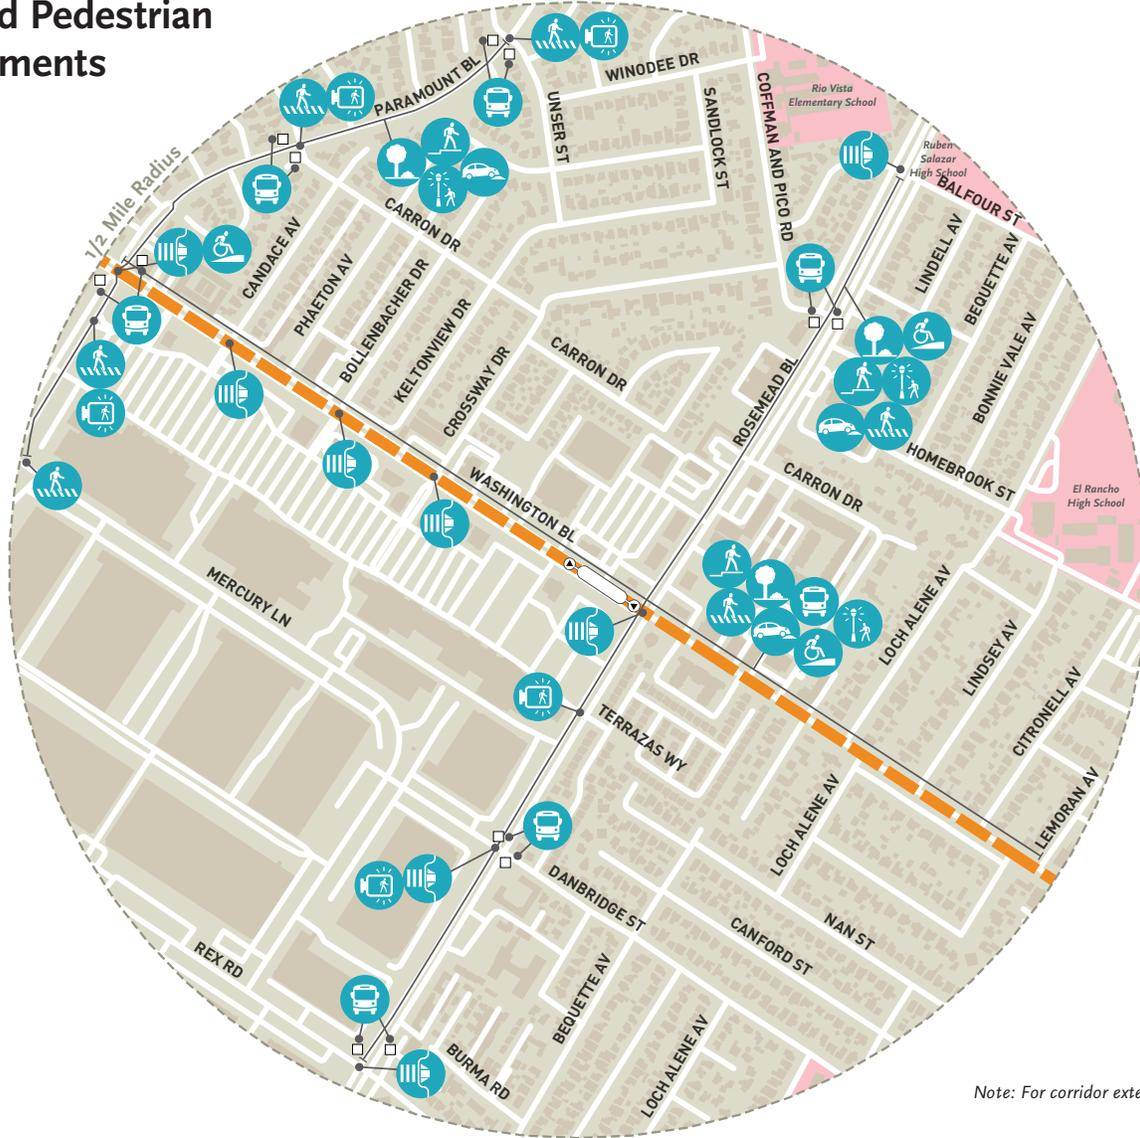 d Pedestrian
ments
PARAMOUNT BL
WINODEE DR
UNSER ST
SANDLOCK ST
COFFMAN AND PICO RD
Rio Vista
Elementary School
Ruben
Salazar
High School
BALFOUR ST
1/2 Mile Radius
CARRON DR
CANDACE AV
PHAETON AV
BOLLENBACHER DR
KELTONVIEW DR
CROSSWAY DR
CARRON DR
LINDELL AV
BEQUETTE AV
BONNIE VALE AV
ROSEMEAD BL
HOMEBROOK ST
CARRON DR
El Rancho
High School
WASHINGTON BL
MERCURY LN
LOCH ALENE AV
LINDSEY AV
CITRONELL AV
TERRAZAS WY
LEMORAN AV
LOCH ALENE AV
DANBRIDGE ST
NAN ST
CANFORD ST
REX RD
BEQUETTE AV
BURMA RD
LOCH ALENE AV
Note: For corridor exte